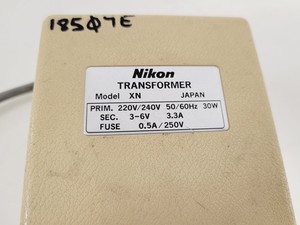 18507E
Nikon
TRANSFORMER
Model XN JAPAN
PRIM. 220V/240V 50/60Hz 30W
SEC. 3-6V 3.3A
FUSE 0.5A/250V